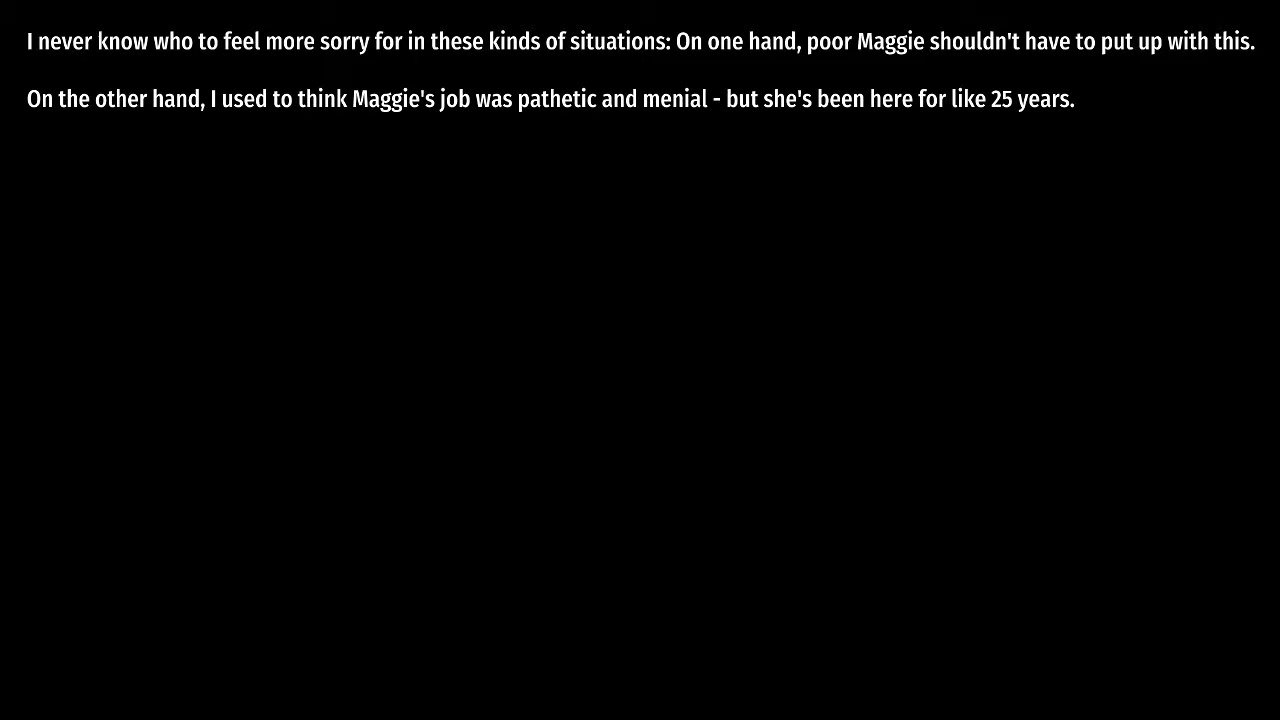 I never know who to feel more sorry for in these kinds of situations: On one hand, poor Maggie shouldn't have to put up with this.
On the other hand, I used to think Maggie's job was pathetic and menial - but she's been here for like 25 years.